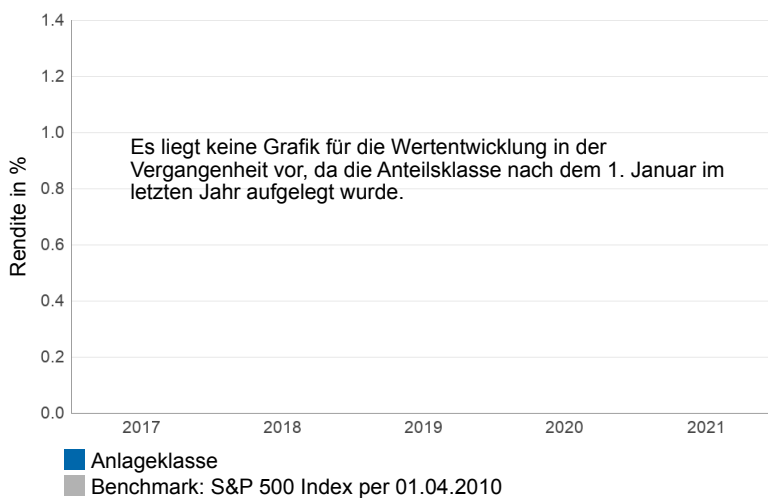 1.4
1.2
1.0
0.8
0.6
0.4
0.2
0.0
Rendite in %
Es liegt keine Grafik für die Wertentwicklung in der
Vergangenheit vor, da die Anteilsklasse nach dem 1. Januar im
letzten Jahr aufgelegt wurde.
2017 2018 2019 2020 2021
Anlageklasse
Benchmark: S&P 500 Index per 01.04.2010